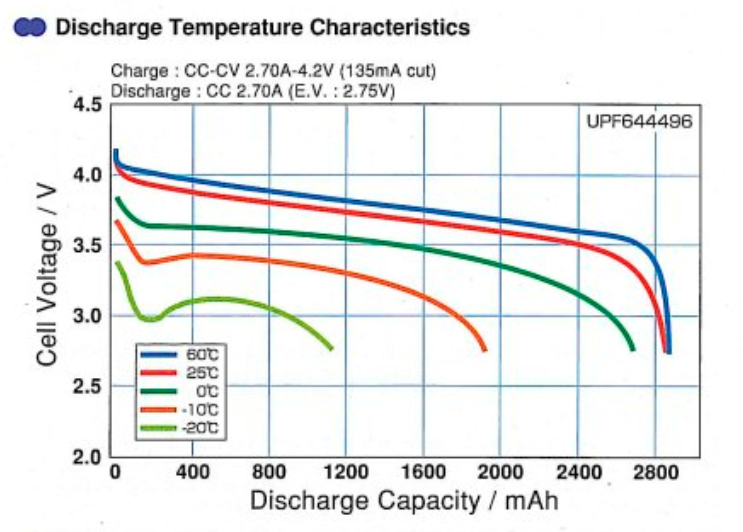 Discharge Temperature Characteristics
Charge : CC-CV 2.70A-4.2V (135mA cut)
Discharge : CC 2.70A (E.V. : 2.75V)
UPF644496
4.5
4.0
3.5
3.0
2.5
2.0
Cell Voltage / V
60℃
25℃
0℃
-10℃
-20℃
0 400 800 1200 1600 2000 2400 2800
Discharge Capacity / mAh